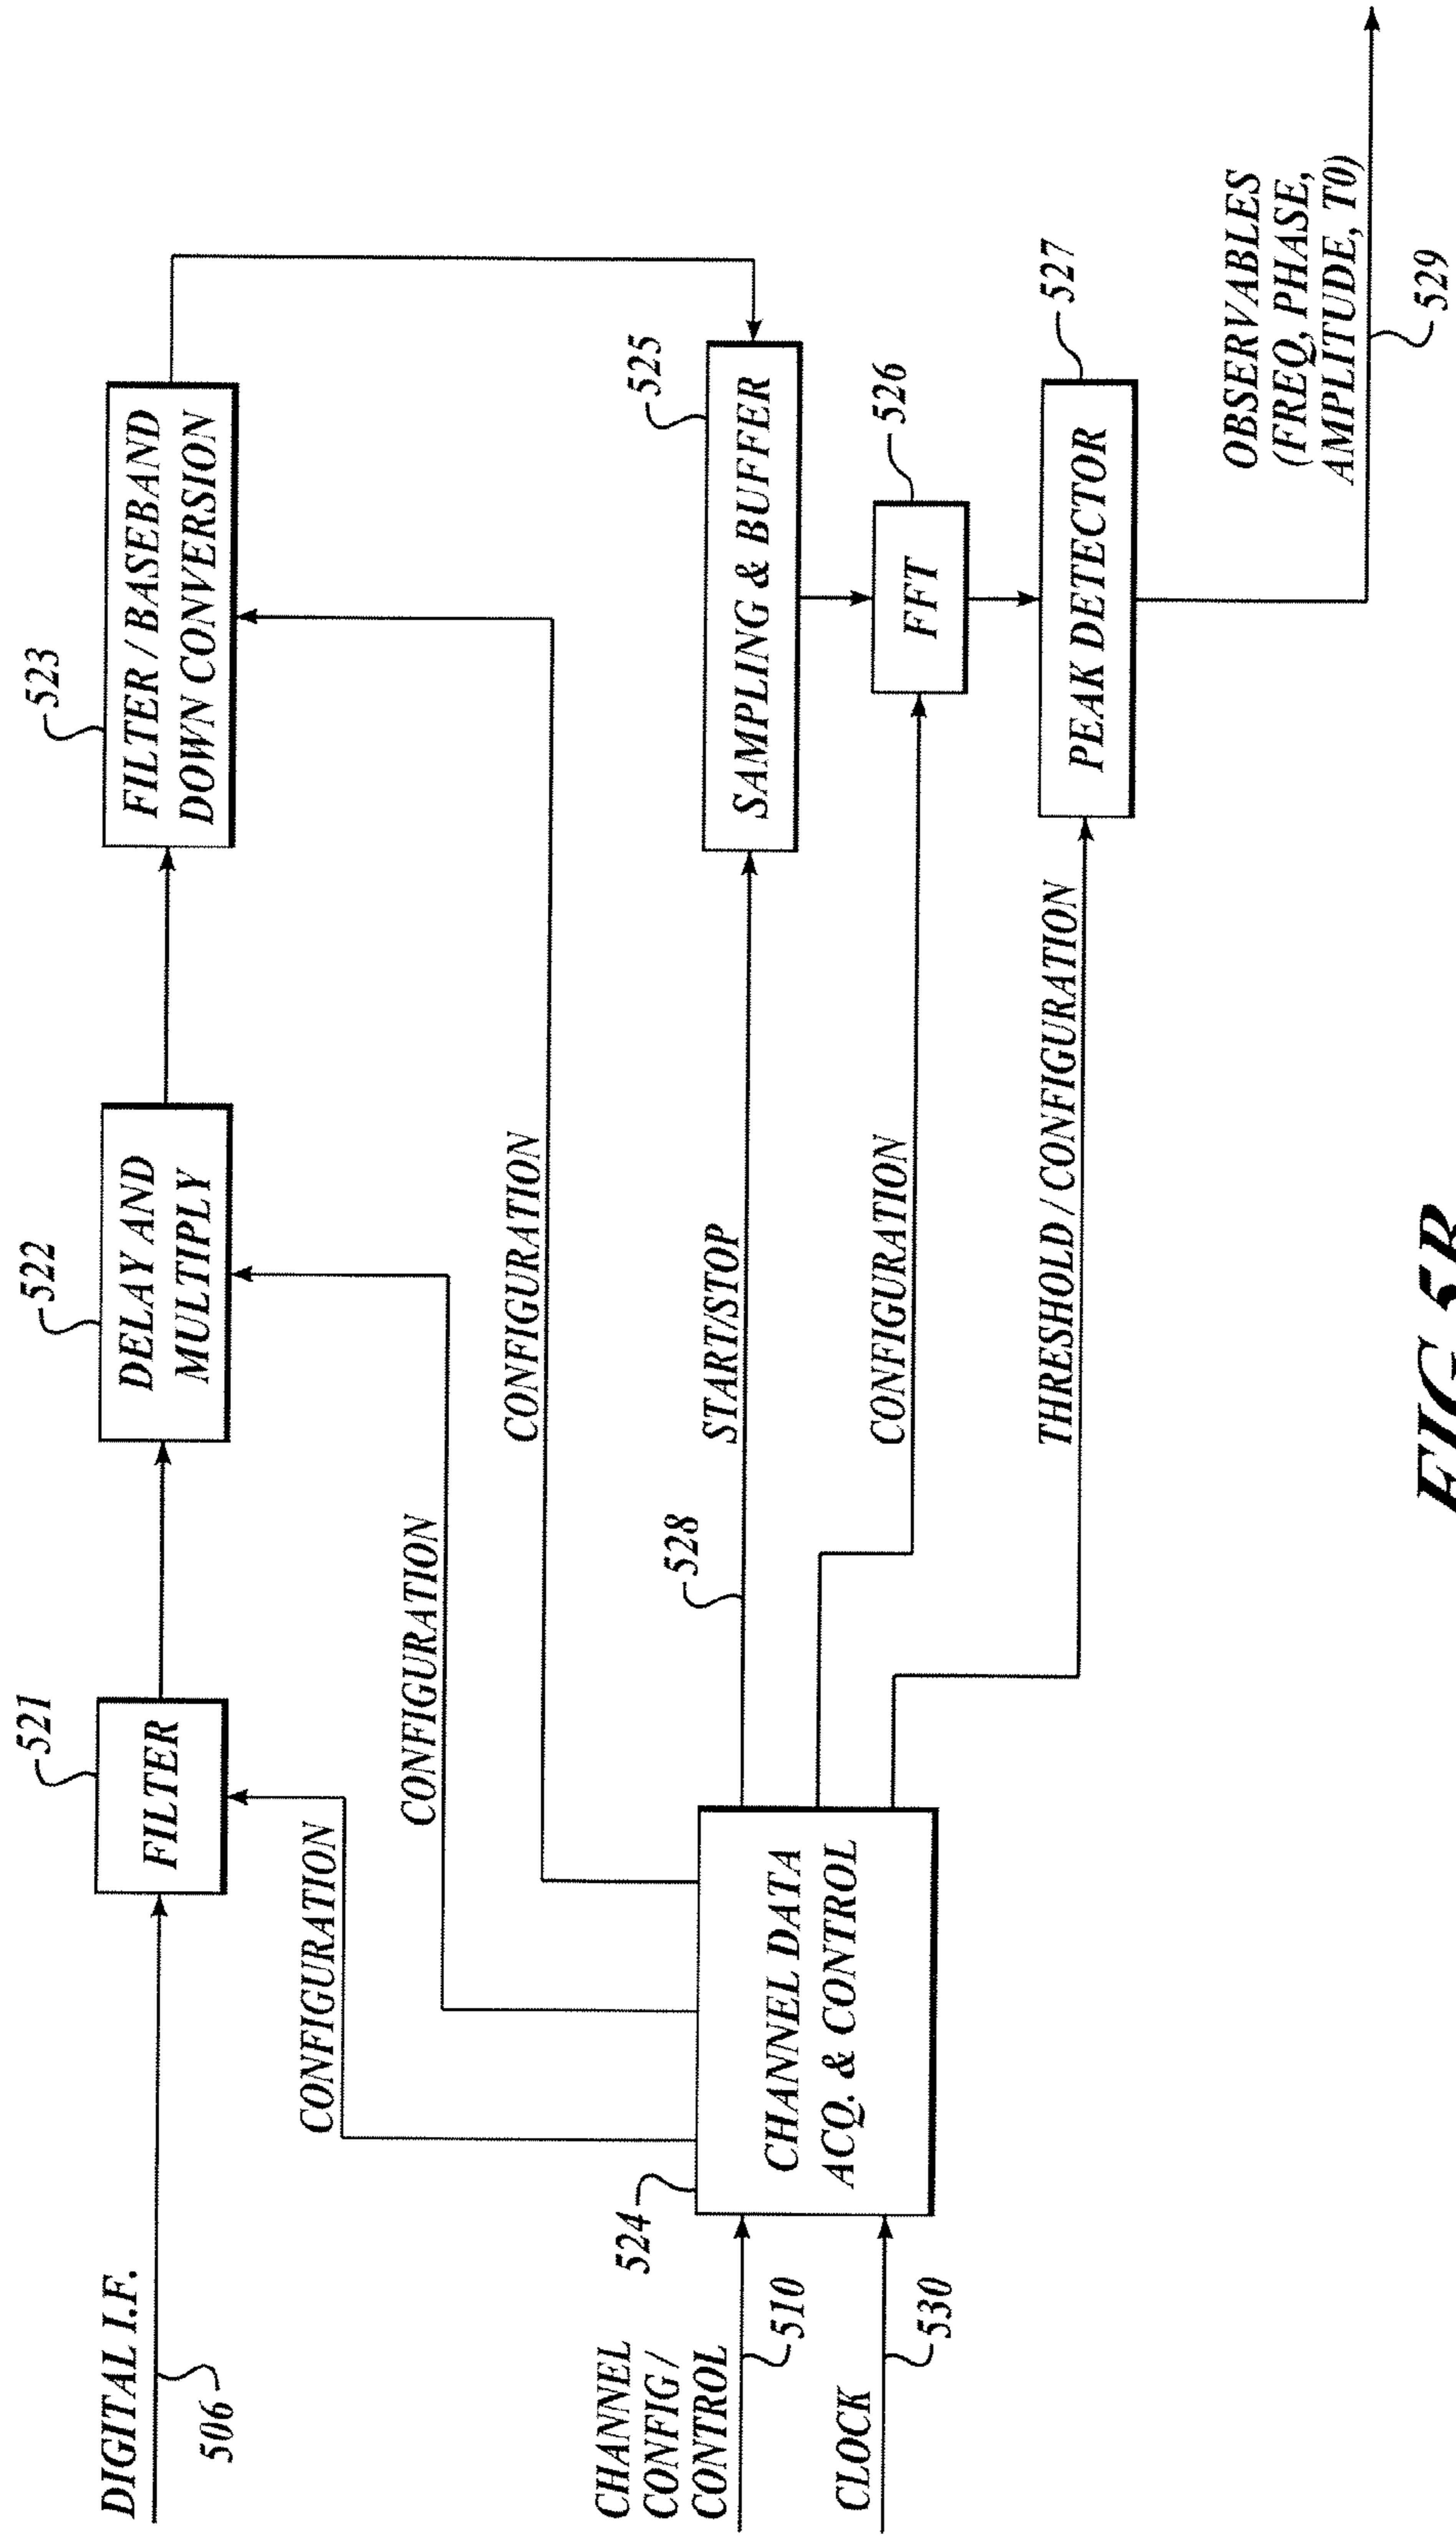 DIGITAL I.F.
506
521
FILTER
522
DELAY AND
MULTIPLY
523
FILTER / BASEBAND
DOWN CONVERSION
CONFIGURATION
CONFIGURATION
CONFIGURATION
CHANNEL
CONFIG /
CONTROL
510
CLOCK
530
524
CHANNEL DATA
ACQ. & CONTROL
528
START/STOP
525
SAMPLING & BUFFER
CONFIGURATION
526
FFT
THRESHOLD / CONFIGURATION
527
PEAK DETECTOR
OBSERVABLES
(FREQ, PHASE,
AMPLITUDE, T0)
529
FIG. 5B